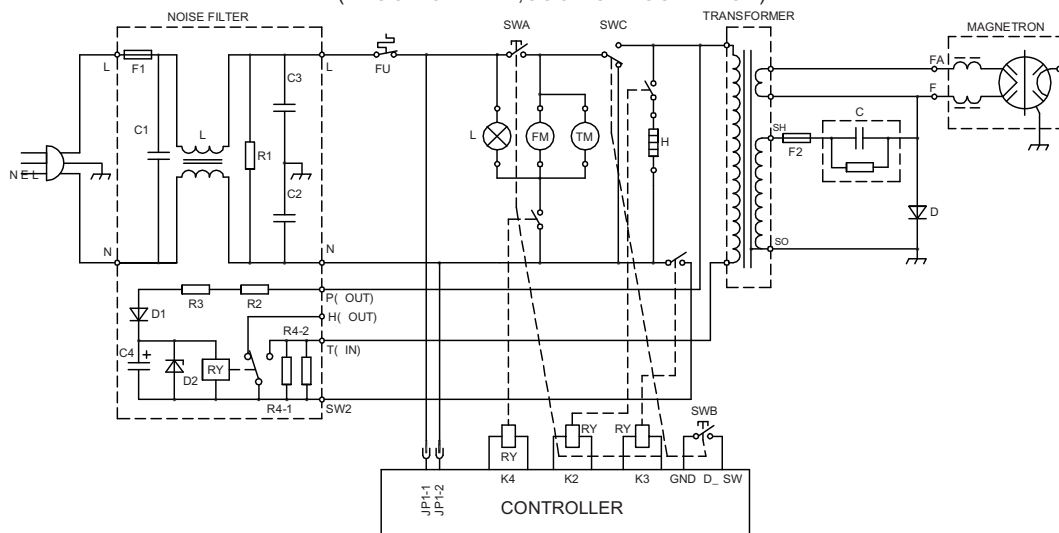 NOISE FILTER
SWA
SWC
TRANSFORMER
MAGNETRON
L
F1
L
FU
FA
F
C3
C1
L
R1
C2
L
FM
TM
H
SH
F2
C
D
SO
N E L
N
N
R3
R2
P( OUT)
H( OUT)
D1
R4-2
T( IN)
C4
+
D2
RY
R4-1
SW2
SWB
RY
RY
RY
K4
K2
K3
GND
D_ SW
JP1-1
JP1-2
CONTROLLER